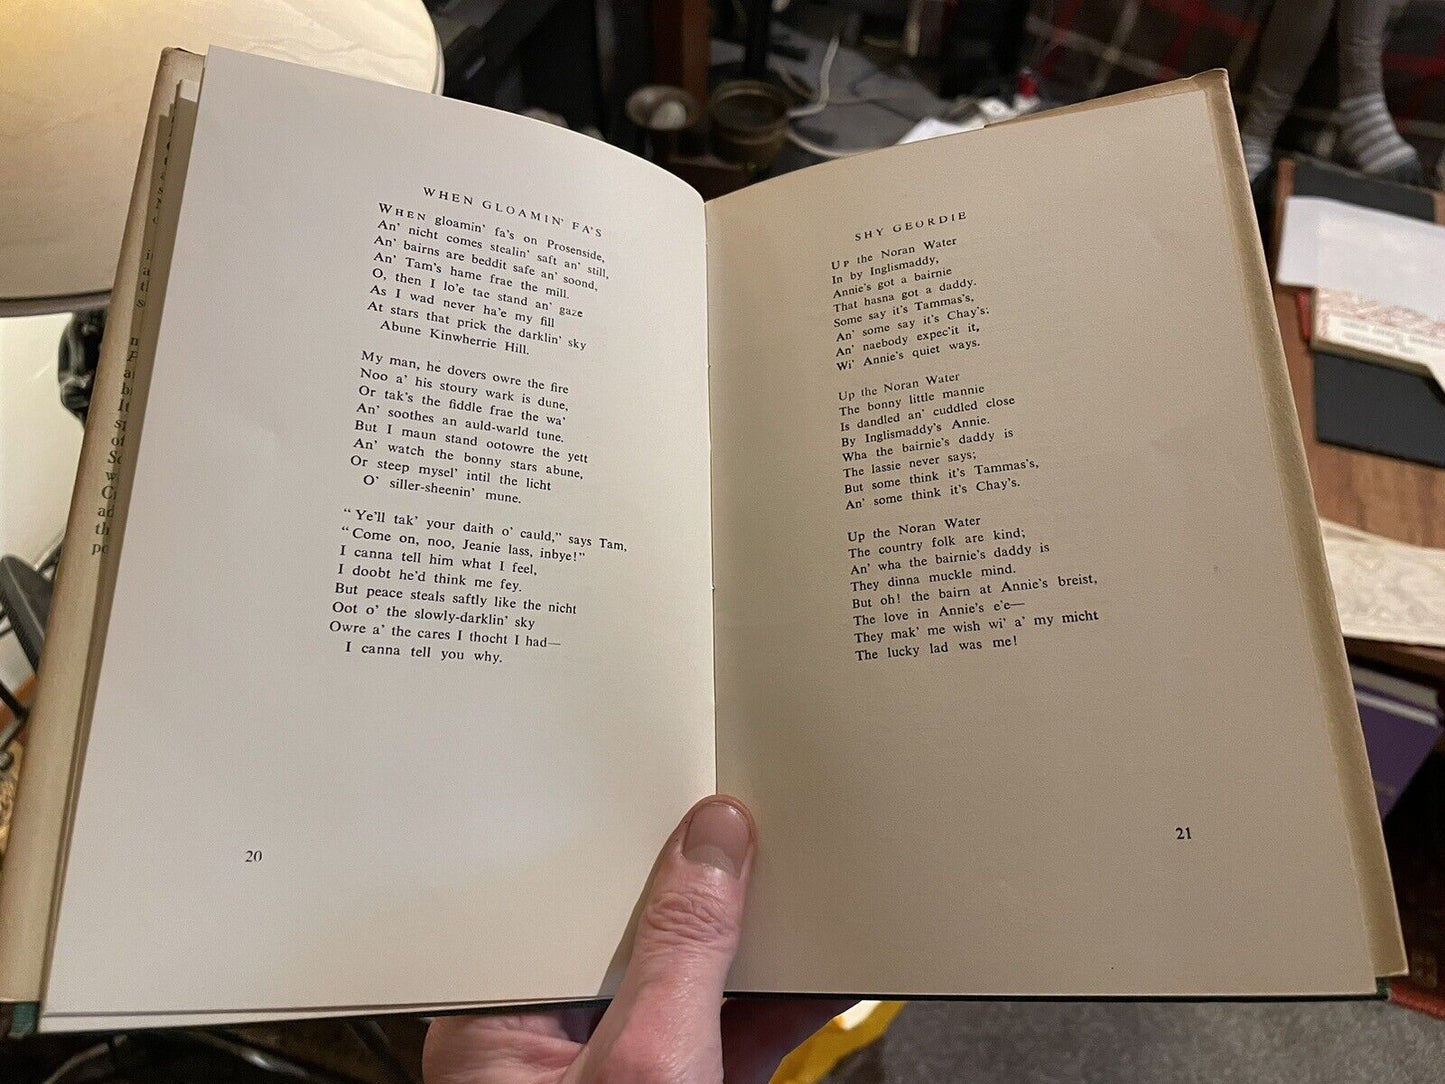 WHEN GLOAMIN' FA'S
WHEN gloamin' fa's on Prosenside,
An' nicht comes stealin' saft an' still,
An' bairns are beddit safe an' soond,
An' Tam's hame frae the mill.
O, then I lo'e tae stand an' gaze
As I wad never ha'e my fill
At stars that prick the darklin' sky
Abune Kinwherrie Hill.
My man, he dovers owre the fire
Noo a' his stoury wark is dune,
Or tak's the fiddle frae the wa'
An' soothes an auld-warld tune.
But I maun stand ootowre the yett
An' watch the bonny stars abune,
Or steep mysel' intil the licht
O' siller-sheenin' mune.
"Ye'll tak' your daith o' cauld," says Tam,
"Come on, noo, Jeanie lass, inbye!"
I canna tell him what I feel,
I doobt he'd think me fey.
But peace steals saftly like the nicht
Oot o' the slowly-darklin' sky
Owre a' the cares I thocht I had—
I canna tell you why.
20
SHY GEORDIE
UP the Noran Water
In by Inglismaddy,
Annie's got a bairnie
That hasna got a daddy.
Some say it's Tammas's,
An' some say it's Chay's;
An' naebody expec'it it,
Wi' Annie's quiet ways.
Up the Noran Water
The bonny little mannie
Is dandled an' cuddled close
By Inglismaddy's Annie.
Wha the bairnie's daddy is
The lassie never says;
But some think it's Tammas's,
An' some think it's Chay's.
Up the Noran Water
The country folk are kind;
An' wha the bairnie's daddy is
They dinna muckle mind.
But oh! the bairn at Annie's breist,
The love in Annie's e'e—
They mak' me wish wi' a' my micht
The lucky lad was me!
21